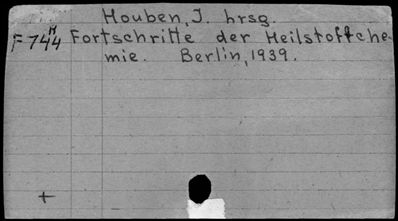 Houben, J. hrsg.
F 744 H Fortschritte der Heilstoffche-
mie. Berlin, 1939.